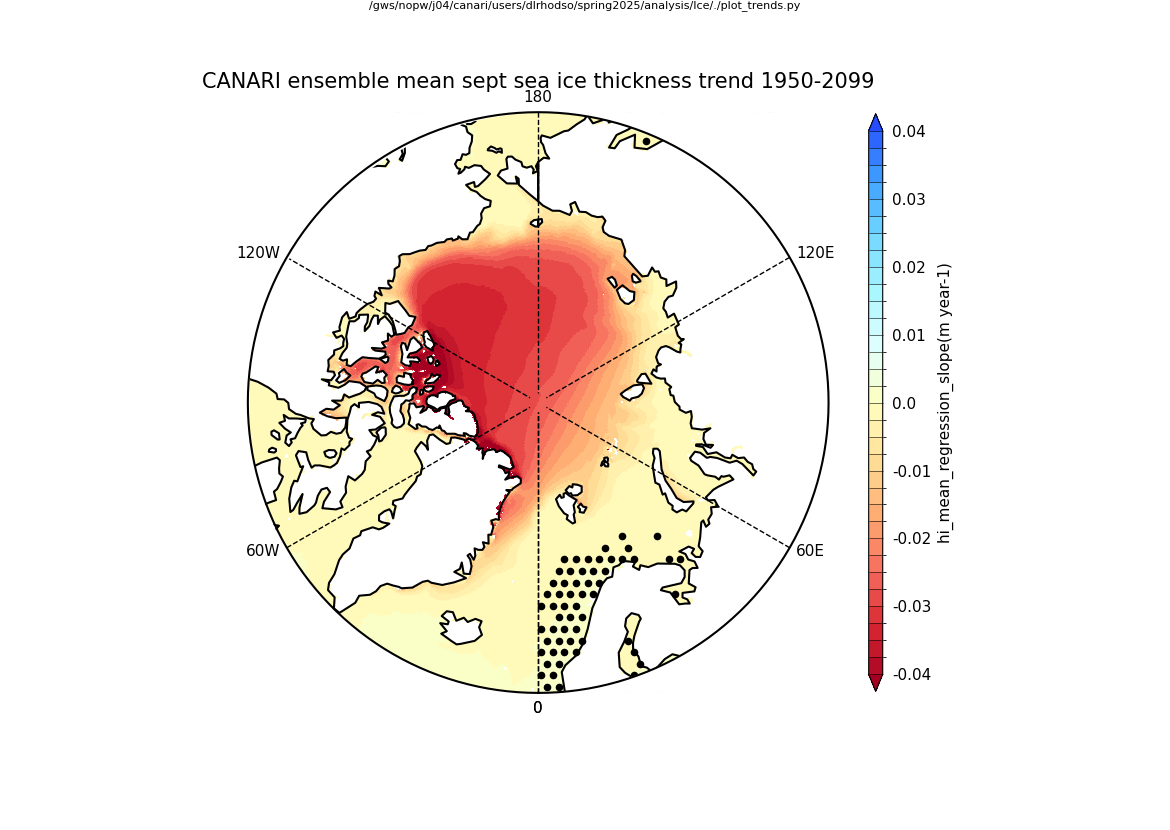 /gws/nopw/j04/canari/users/dlrhodso/spring2025/analysis/Ice/./plot_trends.py
CANARI ensemble mean sept sea ice thickness trend 1950-2099
180
120W
120E
60W
60E
0
0.04
0.03
0.02
0.01
0.0
-0.01
-0.02
-0.03
-0.04
hi_mean_regression_slope(m year-1)